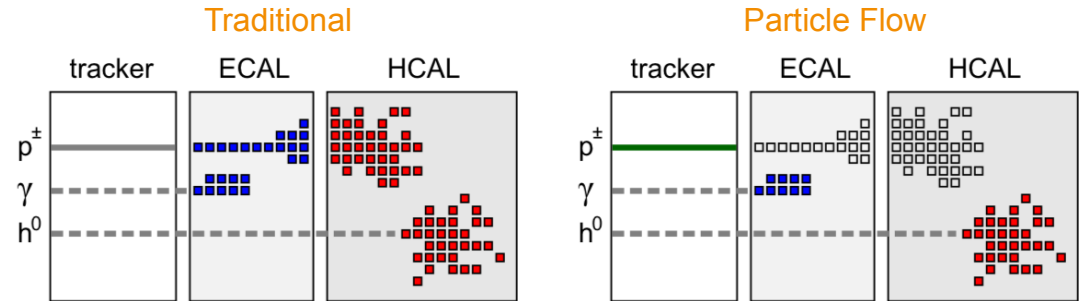 Traditional
Particle Flow
tracker ECAL HCAL
tracker ECAL HCAL
p±
γ
h⁰
p±
γ
h⁰